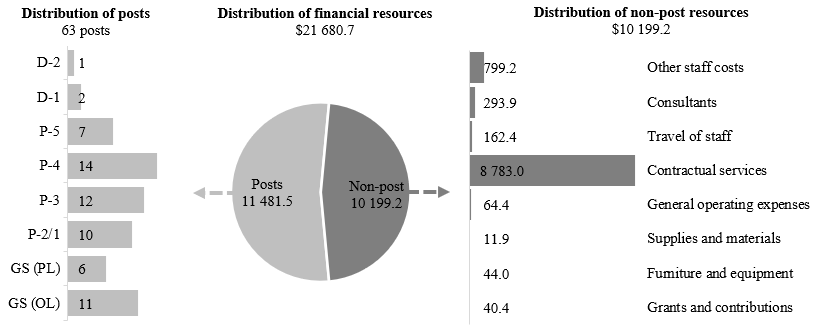 Distribution of posts
63 posts
D-2 1
D-1 2
P-5 7
P-4 14
P-3 12
P-2/1 10
GS (PL) 6
GS (OL) 11
Distribution of financial resources
$21 680.7
Posts
11 481.5
Non-post
10 199.2
Distribution of non-post resources
$10 199.2
799.2 Other staff costs
293.9 Consultants
162.4 Travel of staff
8 783.0 Contractual services
64.4 General operating expenses
11.9 Supplies and materials
44.0 Furniture and equipment
40.4 Grants and contributions